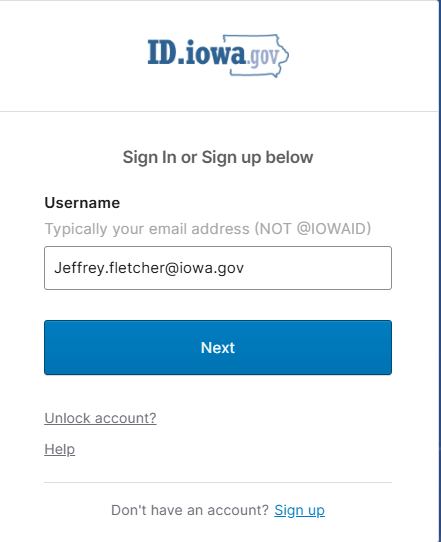 ID.iowa.gov
Sign In or Sign up below
Username
Typically your email address (NOT @IOWAID)
Jeffrey.fletcher@iowa.gov
Next
Unlock account?
Help
Don't have an account? Sign up